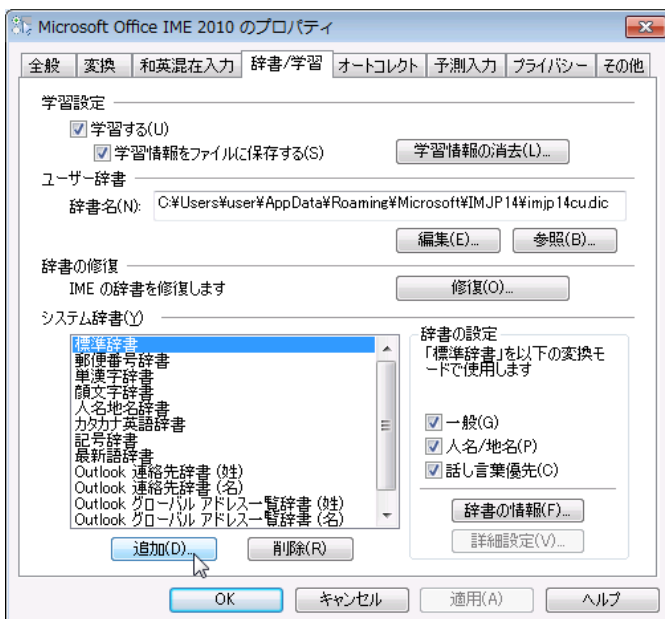 Microsoft Office IME 2010 のプロパティ
全般 変換 和英混在入力 辞書/学習 オートコレクト 予測入力 プライバシー その他
学習設定
学習する(U)
学習情報をファイルに保存する(S) 学習情報の消去(L)...
ユーザー辞書
辞書名(N): C:¥Users¥user¥AppData¥Roaming¥Microsoft¥IMJP14¥imjp14cu.dic
編集(E)... 参照(B)...
辞書の修復
IME の辞書を修復します 修復(O)...
システム辞書(Y)
標準辞書
郵便番号辞書
単漢字辞書
顔文字辞書
人名地名辞書
カタカナ英語辞書
記号辞書
最新語辞書
Outlook 連絡先辞書 (姓)
Outlook 連絡先辞書 (名)
Outlook グローバル アドレス一覧辞書 (姓)
Outlook グローバル アドレス一覧辞書 (名)
追加(D)... 削除(R)
辞書の設定
「標準辞書」を以下の変換モ
ードで使用します
一般(G)
人名/地名(P)
話し言葉優先(C)
辞書の情報(F)...
詳細設定(V)...
OK キャンセル 適用(A) ヘルプ